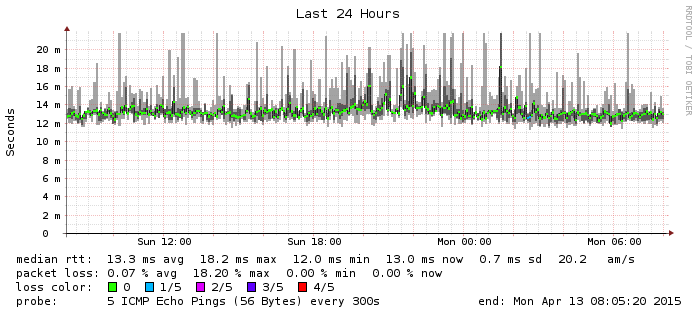 Last 24 Hours
RRDTOOL / TOBI OETIKER
Seconds
20 m
18 m
16 m
14 m
12 m
10 m
8 m
6 m
4 m
2 m
0
Sun 12:00 Sun 18:00 Mon 00:00 Mon 06:00
median rtt: 13.3 ms avg 18.2 ms max 12.0 ms min 13.0 ms now 0.7 ms sd 20.2 am/s
packet loss: 0.07 % avg 18.20 % max 0.00 % min 0.00 % now
loss color: 0 1/5 2/5 3/5 4/5
probe: 5 ICMP Echo Pings (56 Bytes) every 300s end: Mon Apr 13 08:05:20 2015